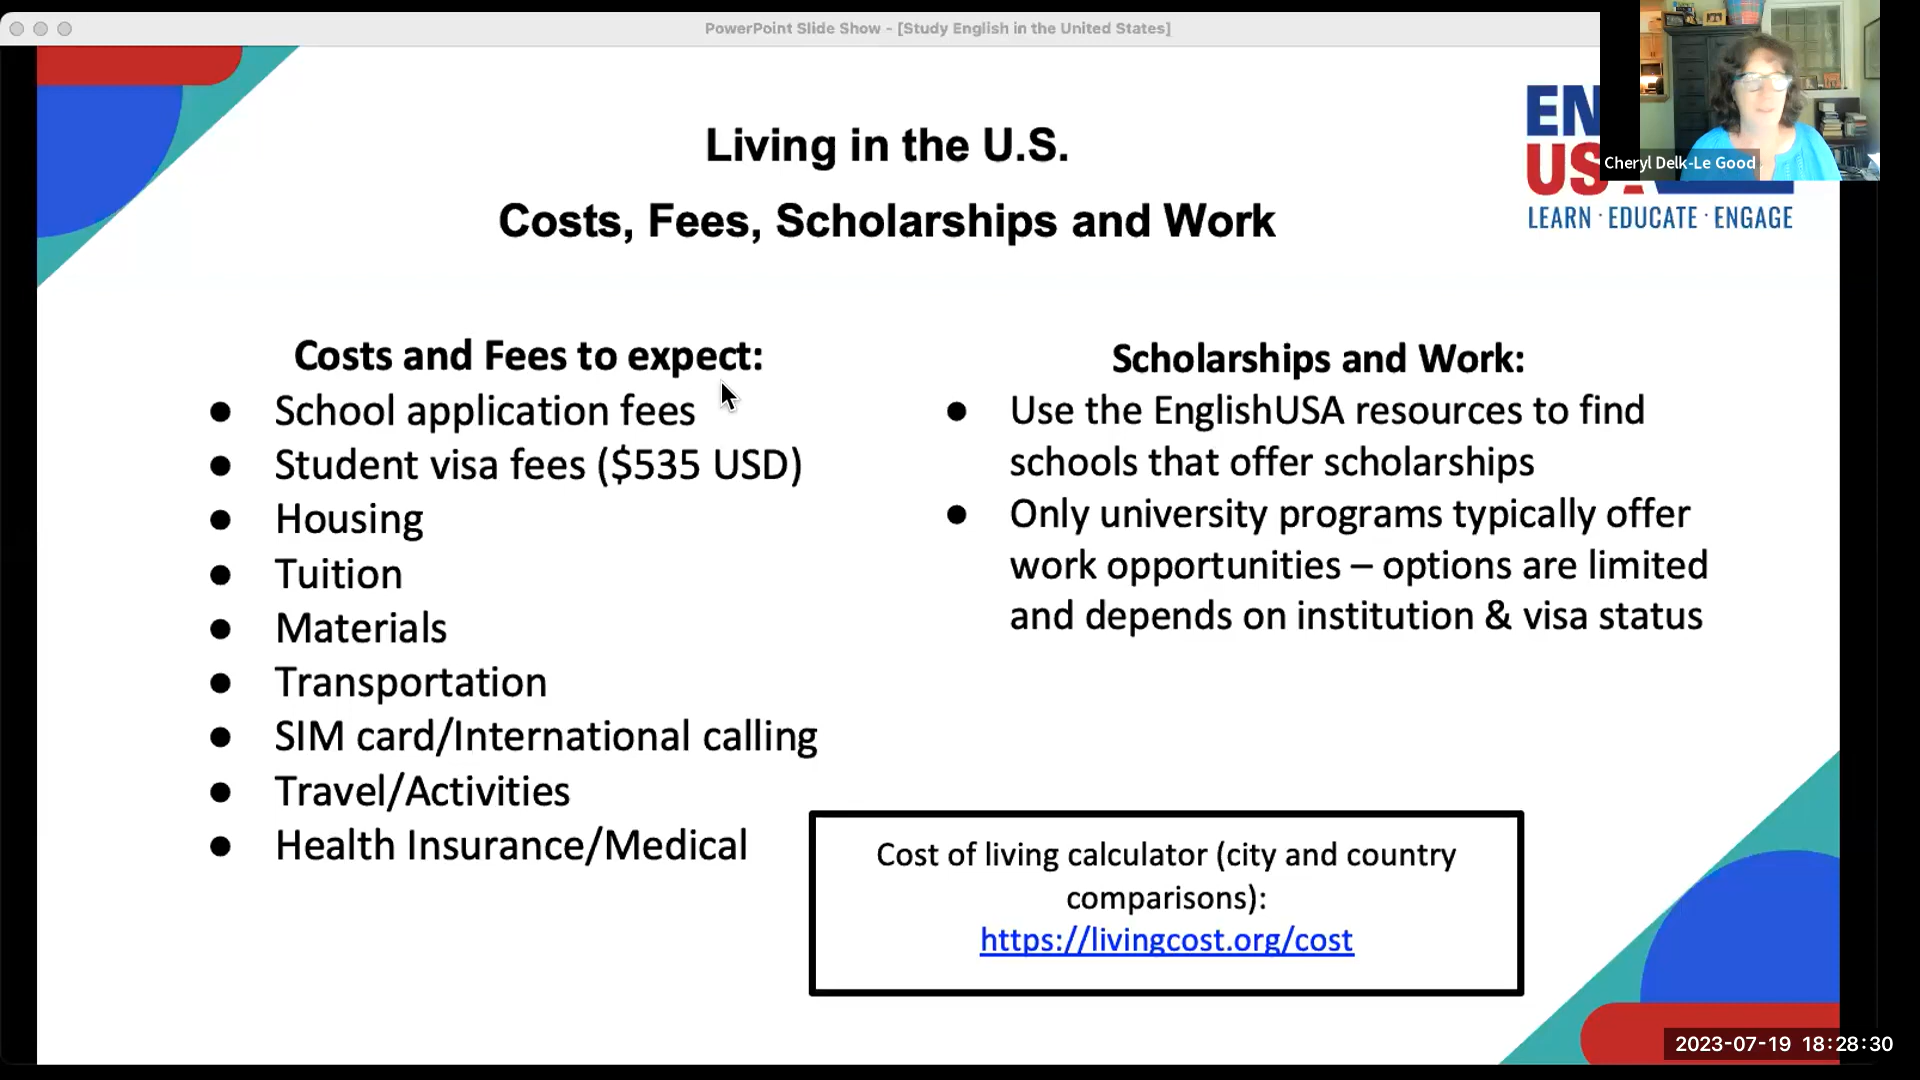 PowerPoint Slide Show - [Study English in the United States]
Living in the U.S.
Costs, Fees, Scholarships and Work
EN
US
LEARN · EDUCATE · ENGAGE
Cheryl Delk-Le Good
Costs and Fees to expect:
● School application fees
● Student visa fees ($535 USD)
● Housing
● Tuition
● Materials
● Transportation
● SIM card/International calling
● Travel/Activities
● Health Insurance/Medical
Scholarships and Work:
● Use the EnglishUSA resources to find
schools that offer scholarships
● Only university programs typically offer
work opportunities – options are limited
and depends on institution & visa status
Cost of living calculator (city and country
comparisons):
https://livingcost.org/cost
2023-07-19 18:28:30